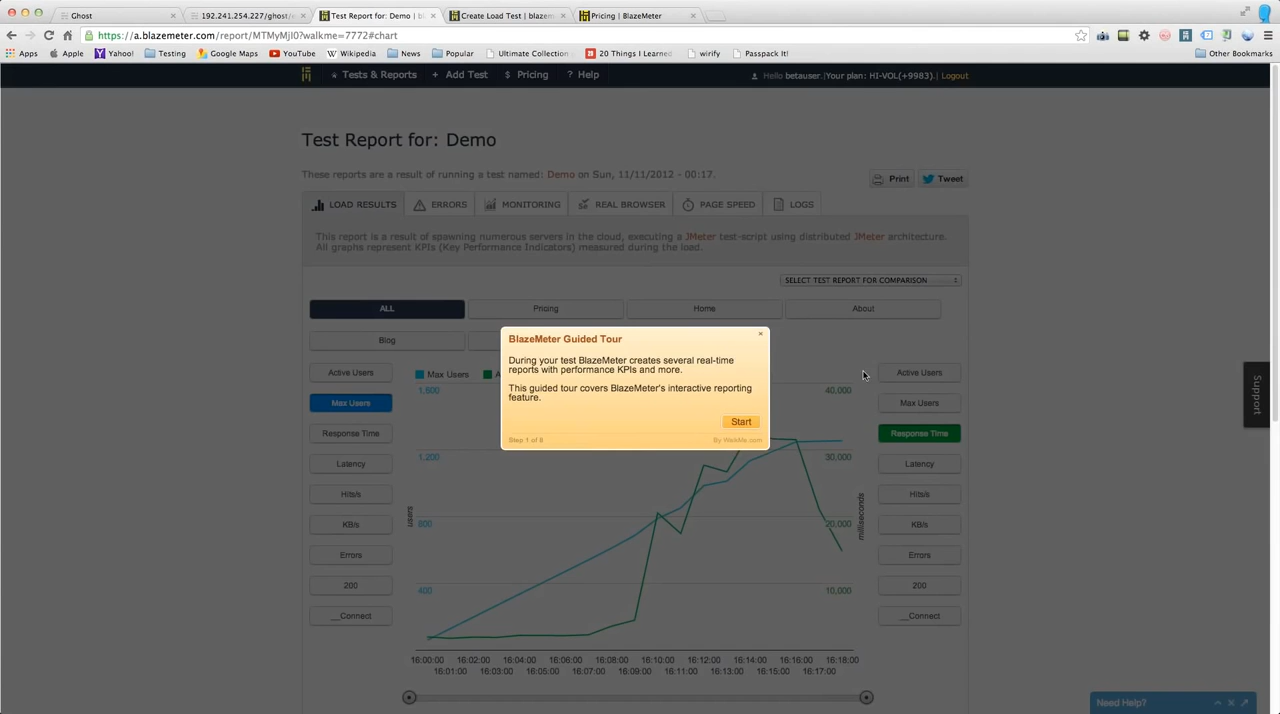 Ghost
192.241.254.227/ghost/
Test Report for: Demo | bl
Create Load Test | blazem
Pricing | BlazeMeter
https://a.blazemeter.com/report/MTMyMjI0?walkme=7772#chart
Apps
Apple
Yahoo!
Testing
Google Maps
YouTube
Wikipedia
News
Popular
Ultimate Collection
20 Things I Learned
wirify
Passpack It!
Other Bookmarks
Tests & Reports
+ Add Test
$ Pricing
? Help
Hello betauser. |Your plan: HI-VOL(+9983). | Logout
Test Report for: Demo
These reports are a result of running a test named: Demo on Sun, 11/11/2012 - 00:17.
Print
Tweet
LOAD RESULTS
ERRORS
MONITORING
REAL BROWSER
PAGE SPEED
LOGS
This report is a result of spawning numerous servers in the cloud, executing a JMeter test-script using distributed JMeter architecture.
All graphs represent KPIs (Key Performance Indicators) measured during the load.
SELECT TEST REPORT FOR COMPARISON
ALL
Pricing
Home
About
Blog
BlazeMeter Guided Tour
×
During your test BlazeMeter creates several real-time
reports with performance KPIs and more.
This guided tour covers BlazeMeter's interactive reporting
feature.
Start
Step 1 of 8
By WalkMe.com
Active Users
Max Users
Response Time
Latency
Hits/s
KB/s
Errors
200
__Connect
Max Users
1,600
1,200
800
400
users
40,000
30,000
20,000
10,000
milliseconds
Active Users
Max Users
Response Time
Latency
Hits/s
KB/s
Errors
200
__Connect
16:00:00 16:02:00 16:04:00 16:06:00 16:08:00 16:10:00 16:12:00 16:14:00 16:16:00 16:18:00
16:01:00 16:03:00 16:05:00 16:07:00 16:09:00 16:11:00 16:13:00 16:15:00 16:17:00
Support
Need Help?